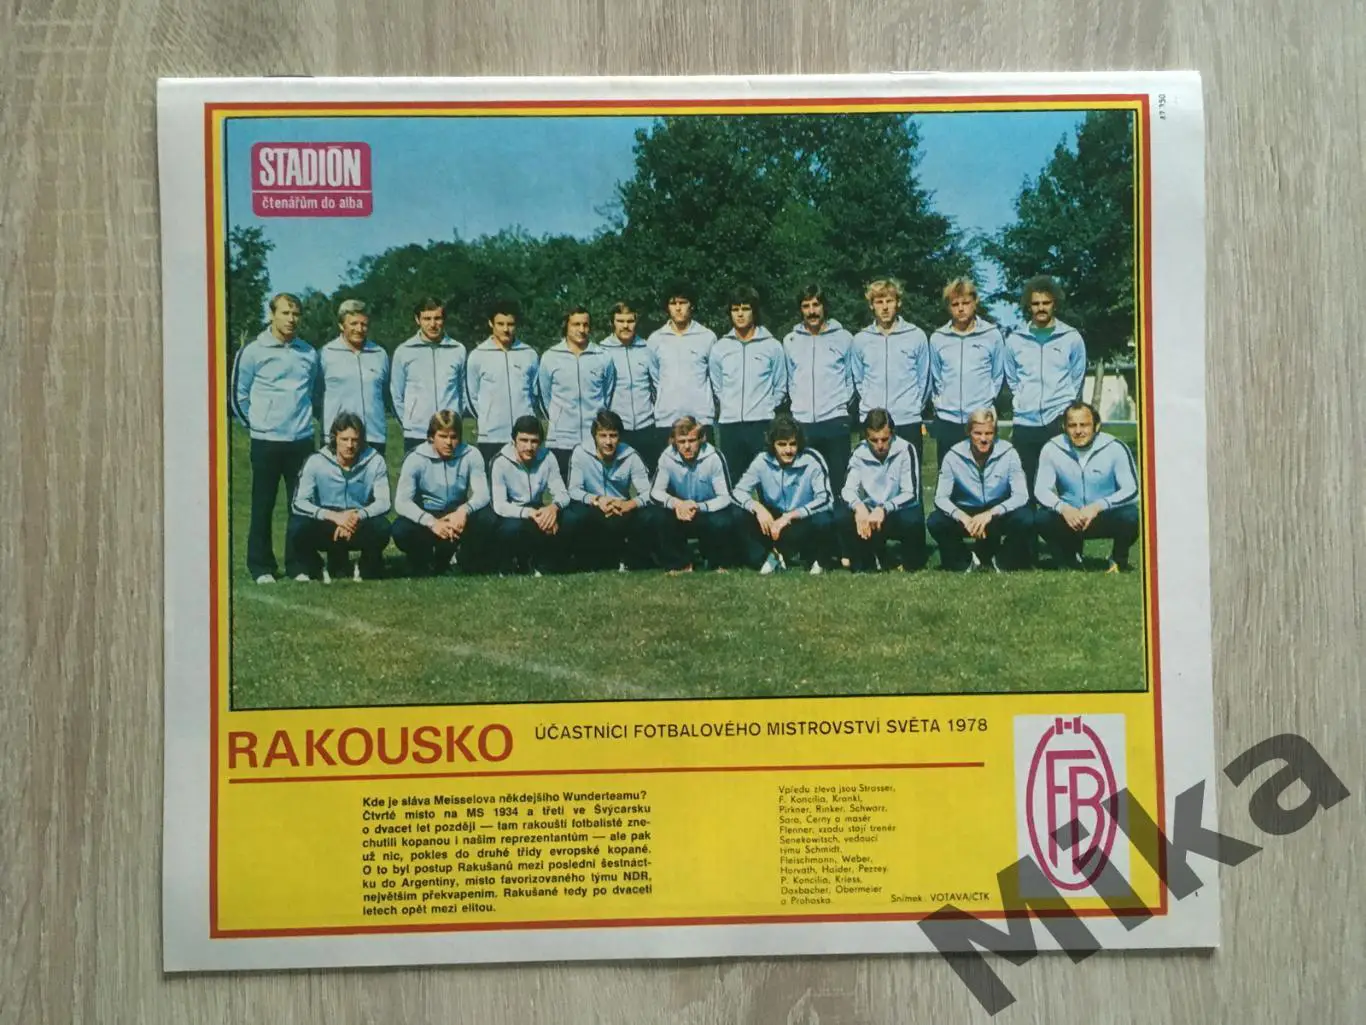 STADIÓN
čtenářům do alba
RAKOUSKO
ÚČASTNÍCI FOTBALOVÉHO MISTROVSTVÍ SVĚTA 1978
Kde je sláva Meisselova někdejšího Wunderteamu?
Čtvrté místo na MS 1934 a třetí ve Švýcarsku
o dvacet let později — tam rakouští fotbalisté zne-
chutili kopanou i našim reprezentantům — ale pak
už nic, pokles do druhé třídy evropské kopané.
O to byl postup Rakušanů mezi poslední šestnáct-
ku do Argentiny, místo favorizovaného týmu NDR,
největším překvapením. Rakušané tedy po dvaceti
letech opět mezi elitou.
Vpředu zleva jsou Strasser,
F. Koncilia, Krankl,
Pirkner, Rinker, Schwarz,
Sara, Cerny a masér
Flenner; vzadu stojí trenér
Senekowitsch, vedoucí
týmu Schmidt,
Fleischmann, Weber,
Horvath, Haider, Pezzey,
P. Koncilia, Kriess,
Daxbacher, Obermeier
a Prohaska.
Snímek: VOTAVA/ČTK
FB
47 350
Mika